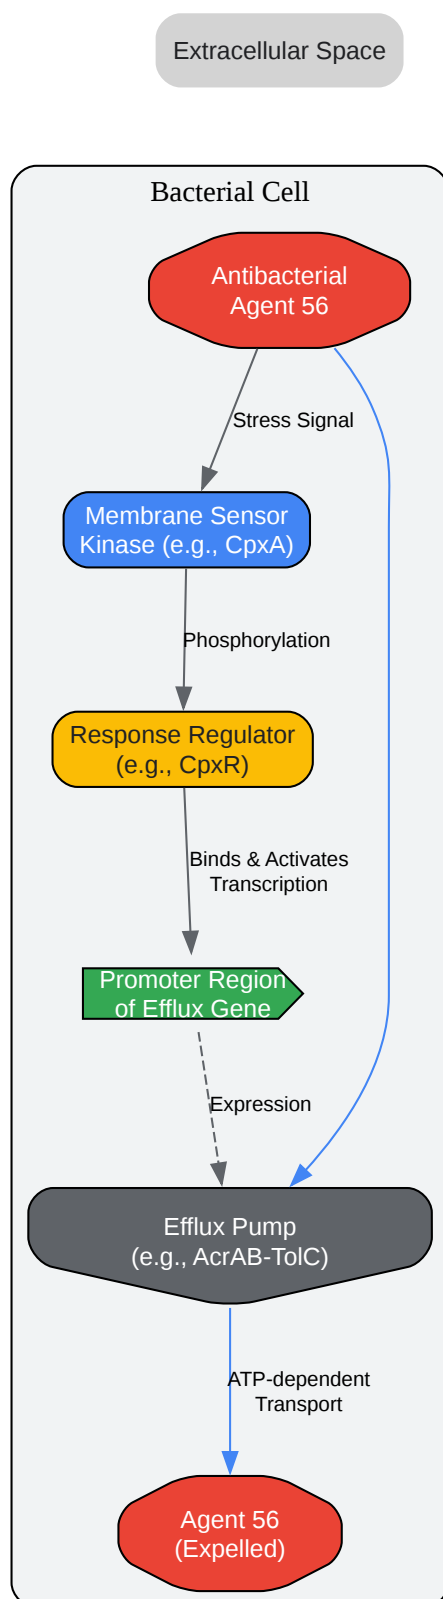 Extracellular Space
Bacterial Cell
Antibacterial
Agent 56
Stress Signal
Membrane Sensor
Kinase (e.g., CpxA)
Phosphorylation
Response Regulator
(e.g., CpxR)
Binds & Activates
Transcription
Promoter Region
of Efflux Gene
Expression
Efflux Pump
(e.g., AcrAB-TolC)
ATP-dependent
Transport
Agent 56
(Expelled)